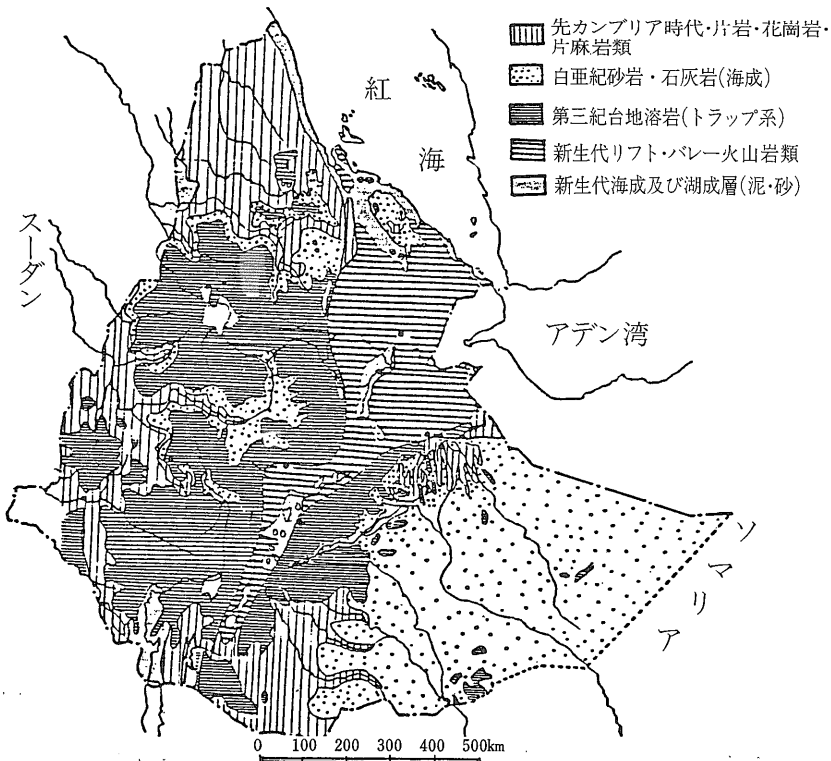 先カンブリア時代・片岩・花崗岩・
片麻岩類
白亜紀砂岩・石灰岩(海成)
第三紀台地溶岩(トラップ系)
新生代リフト・バレー火山岩類
新生代海成及び湖成層(泥・砂)
紅海
スーダン
アデン湾
ソマリア
0 100 200 300 400 500km